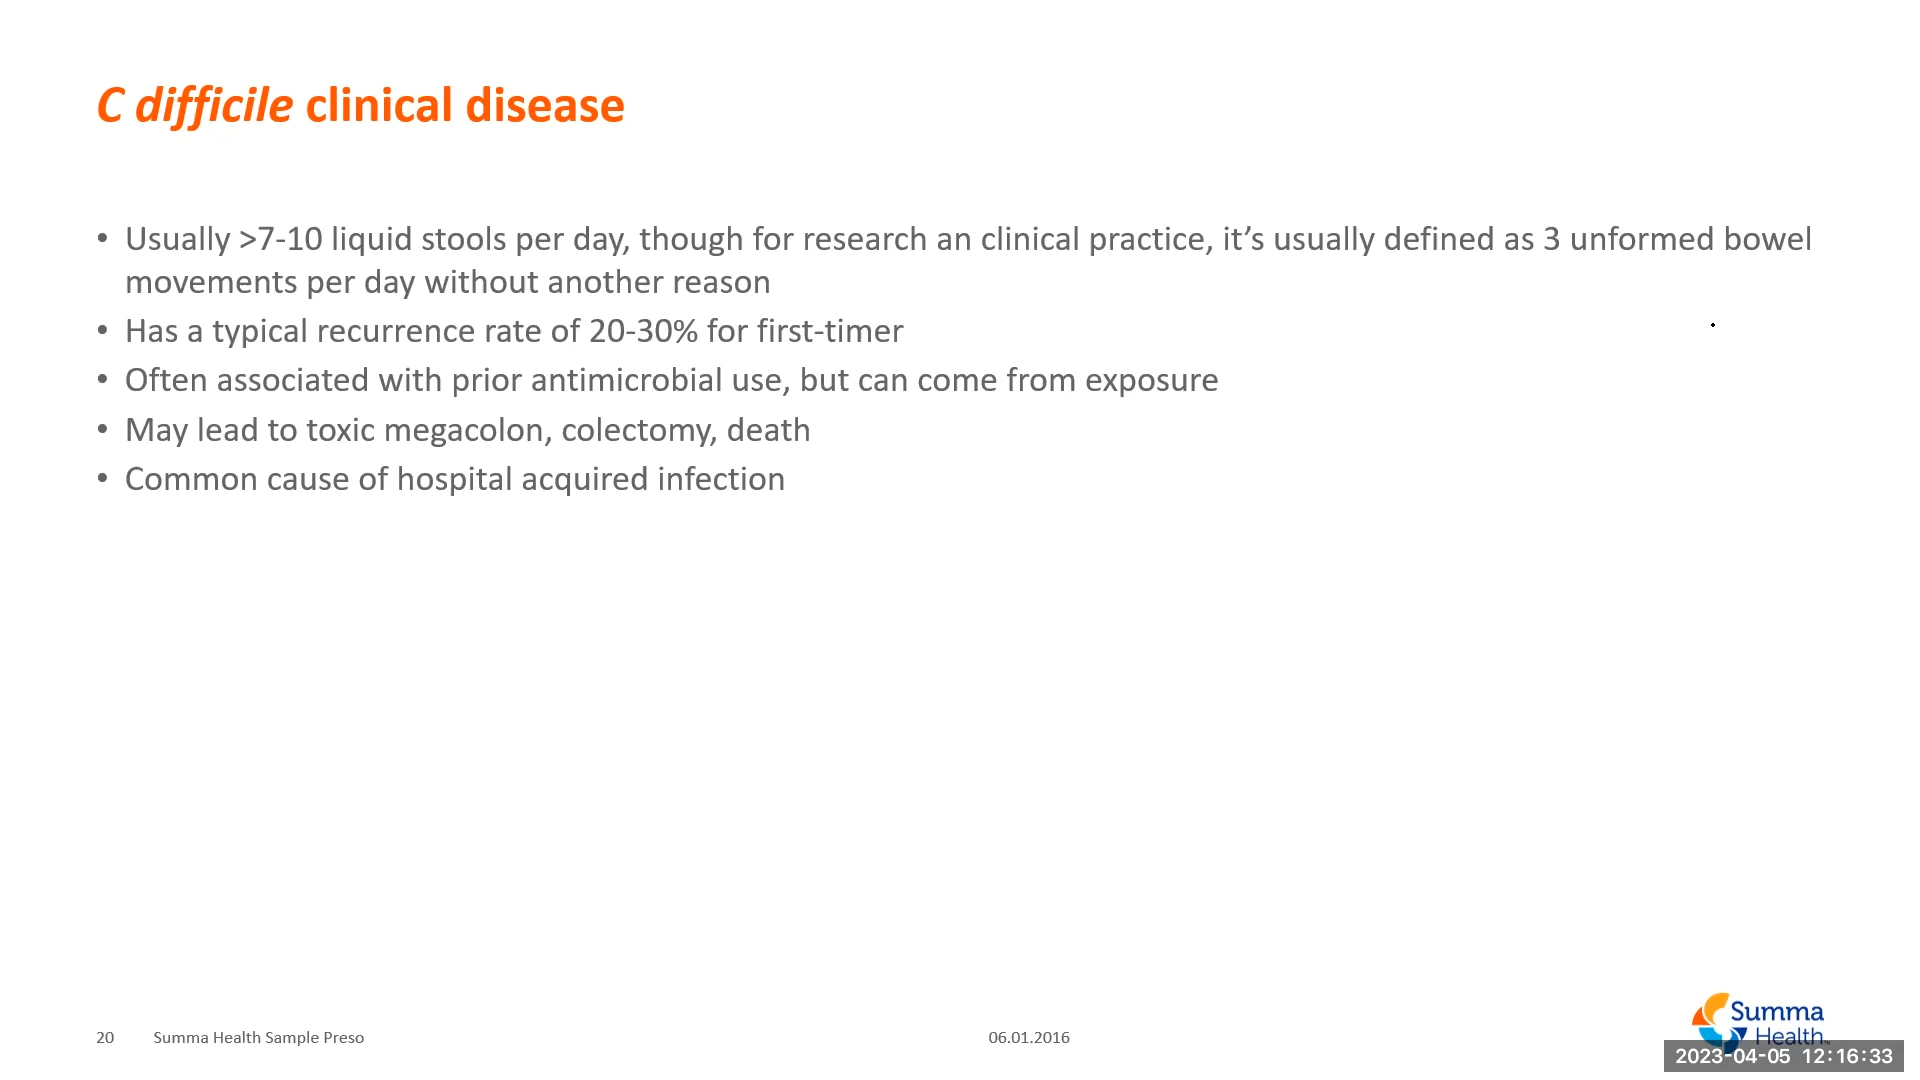 C difficile clinical disease
• Usually >7-10 liquid stools per day, though for research an clinical practice, it’s usually defined as 3 unformed bowel
movements per day without another reason
• Has a typical recurrence rate of 20-30% for first-timer
• Often associated with prior antimicrobial use, but can come from exposure
• May lead to toxic megacolon, colectomy, death
• Common cause of hospital acquired infection
20 Summa Health Sample Preso 06.01.2016
Summa
Health
2023-04-05 12:16:33